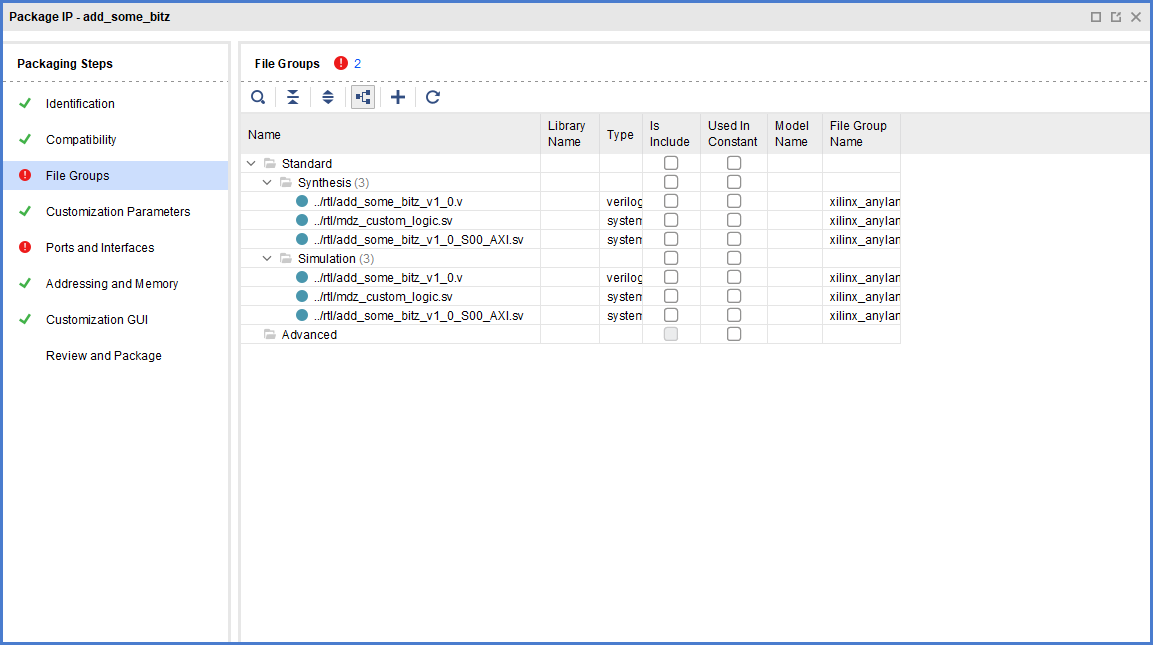 Package IP - add_some_bitz
Packaging Steps
Identification
Compatibility
File Groups
Customization Parameters
Ports and Interfaces
Addressing and Memory
Customization GUI
Review and Package
File Groups 2
Name Library Name Type Is Include Used In Constant Model Name File Group Name
Standard
Synthesis (3)
../rtl/add_some_bitz_v1_0.v verilog xilinx_anylan
../rtl/mdz_custom_logic.sv system xilinx_anylan
../rtl/add_some_bitz_v1_0_S00_AXI.sv system xilinx_anylan
Simulation (3)
../rtl/add_some_bitz_v1_0.v verilog xilinx_anylan
../rtl/mdz_custom_logic.sv system xilinx_anylan
../rtl/add_some_bitz_v1_0_S00_AXI.sv system xilinx_anylan
Advanced